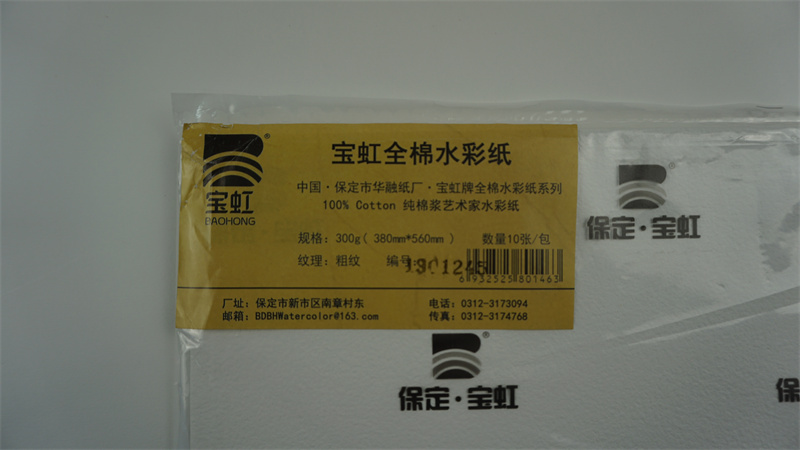 宝虹全棉水彩纸
宝虹®
BAOHONG
中国·保定市华融纸厂·宝虹牌全棉水彩纸系列
100% Cotton 纯棉浆艺术家水彩纸
规格：300g( 380mm*560mm ) 数量10张/包
纹理：粗纹 编号：
6 932525 801463
厂址：保定市新市区南章村东 电话：0312-3173094
邮箱：BDBHWatercolor@163.com 传真：0312-3174768
保定·宝虹
保定·宝虹
保